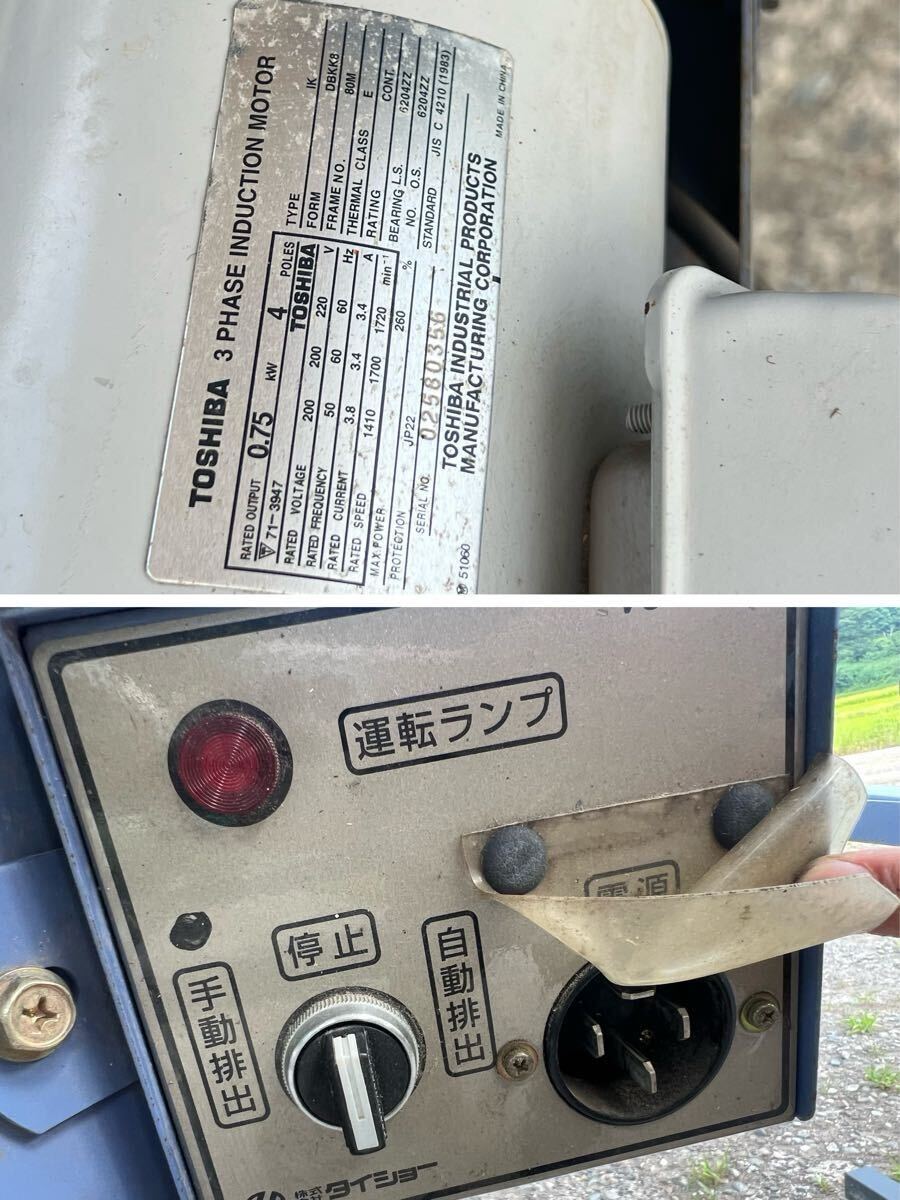 TOSHIBA 3 PHASE INDUCTION MOTOR
RATED OUTPUT 0.75 kW 4 POLES
71-3947 TOSHIBA
RATED VOLTAGE 200 200 220 V
RATED FREQUENCY 50 60 60 Hz
RATED CURRENT 3.8 3.4 3.4 A
RATED SPEED 1410 1700 1720 min⁻¹
MAX.POWER 260 %
PROTECTION JP22
SERIAL NO. 02580356
TYPE IK
FORM DBKK8
FRAME NO. 80M
THERMAL CLASS E
RATING CONT.
BEARING L.S. 6204ZZ
NO. O.S. 6204ZZ
STANDARD JIS C 4210 (1983)
TOSHIBA INDUSTRIAL PRODUCTS
MANUFACTURING CORPORATION
MADE IN CHINA
51060
運転ランプ
電源
停止
手動排出
自動排出
株式会社タイショー